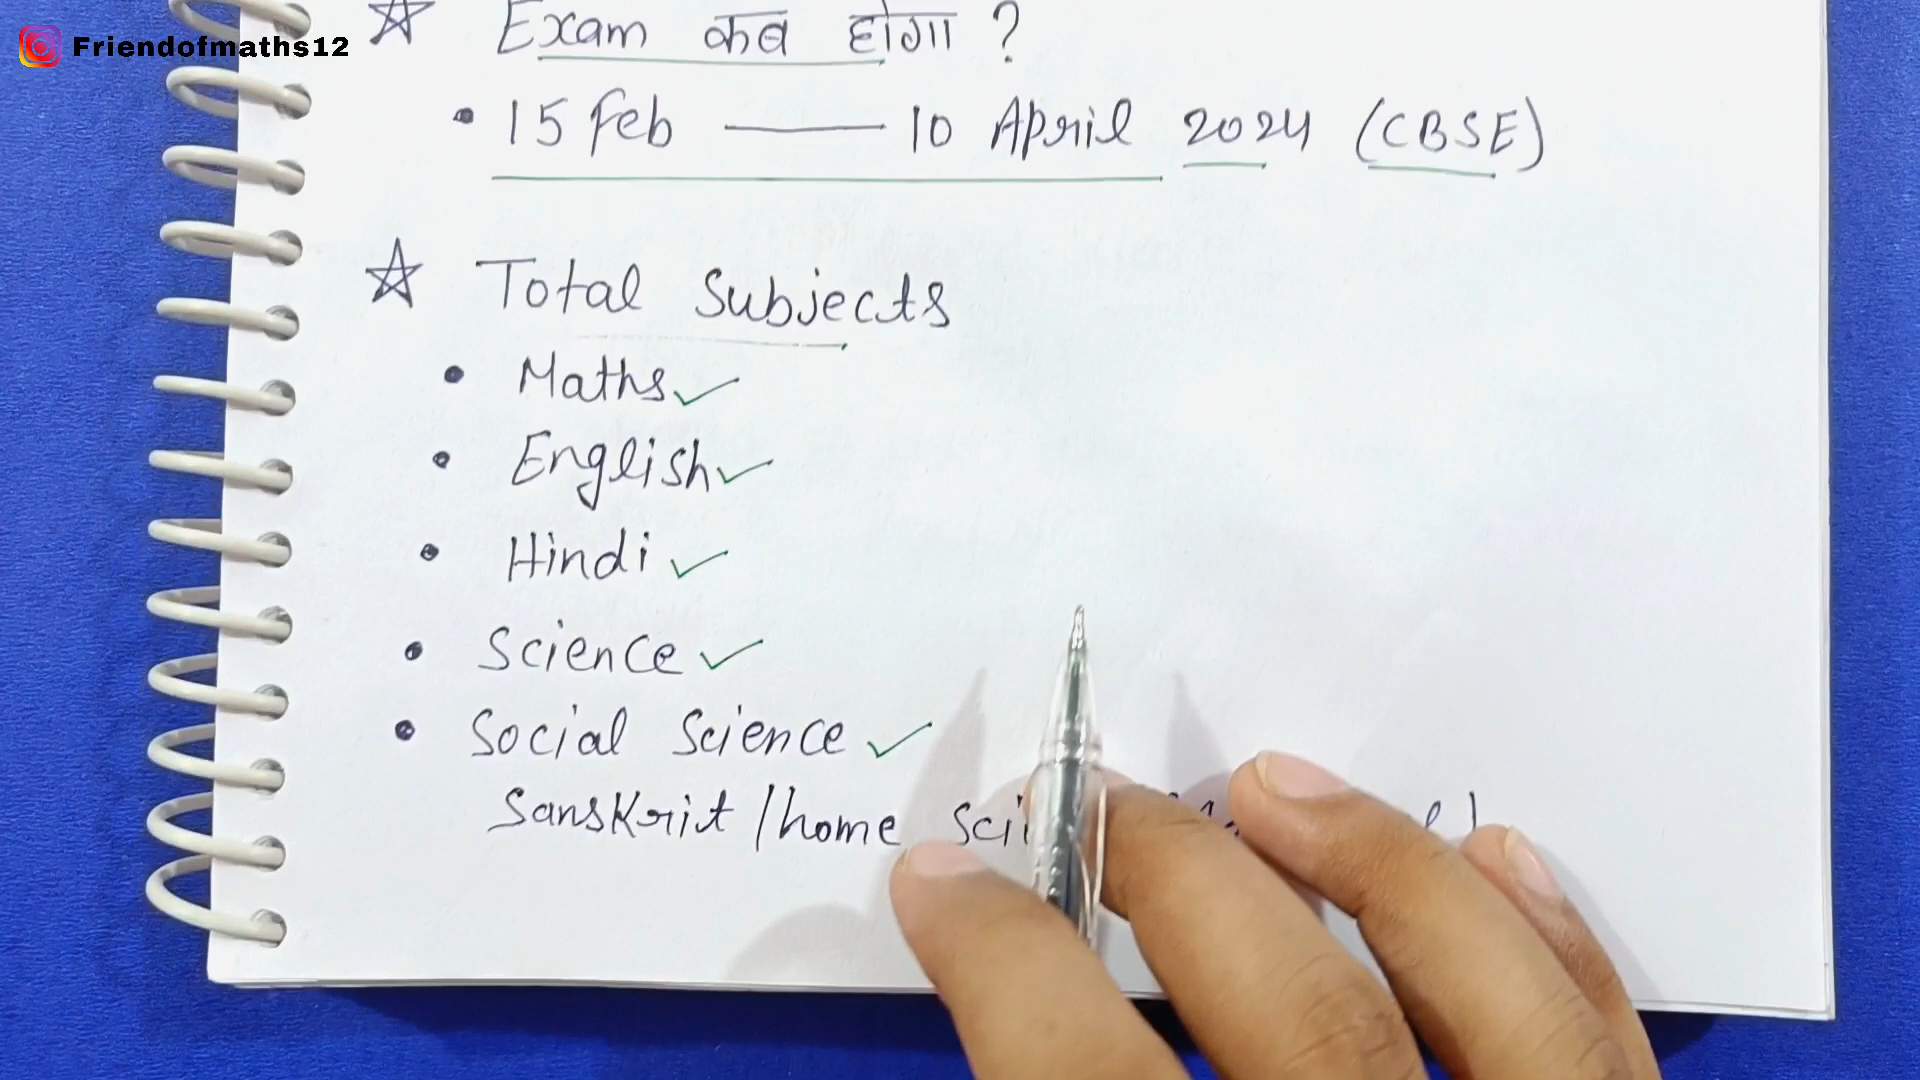 Friendofmaths12
Exam कब होगा ?
15 Feb — 10 April 2024 (CBSE)
Total Subjects
Maths
English
Hindi
Science
Social Science
Sanskrit / home